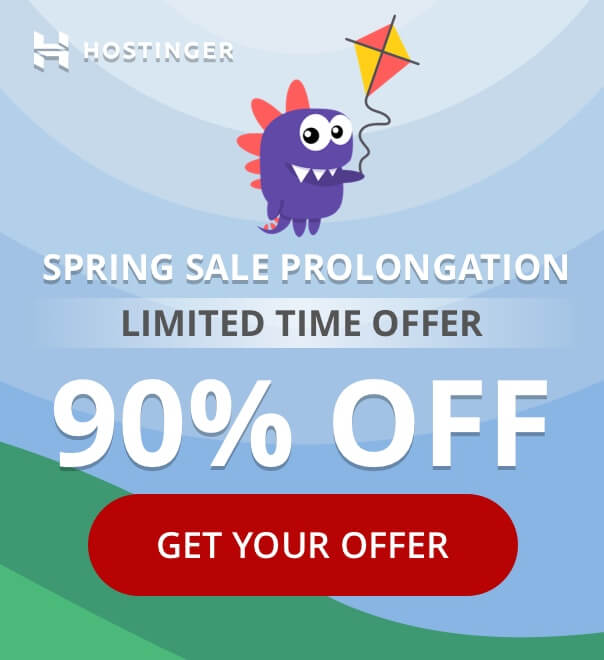 HOSTINGER
SPRING SALE PROLONGATION
LIMITED TIME OFFER
90% OFF
GET YOUR OFFER